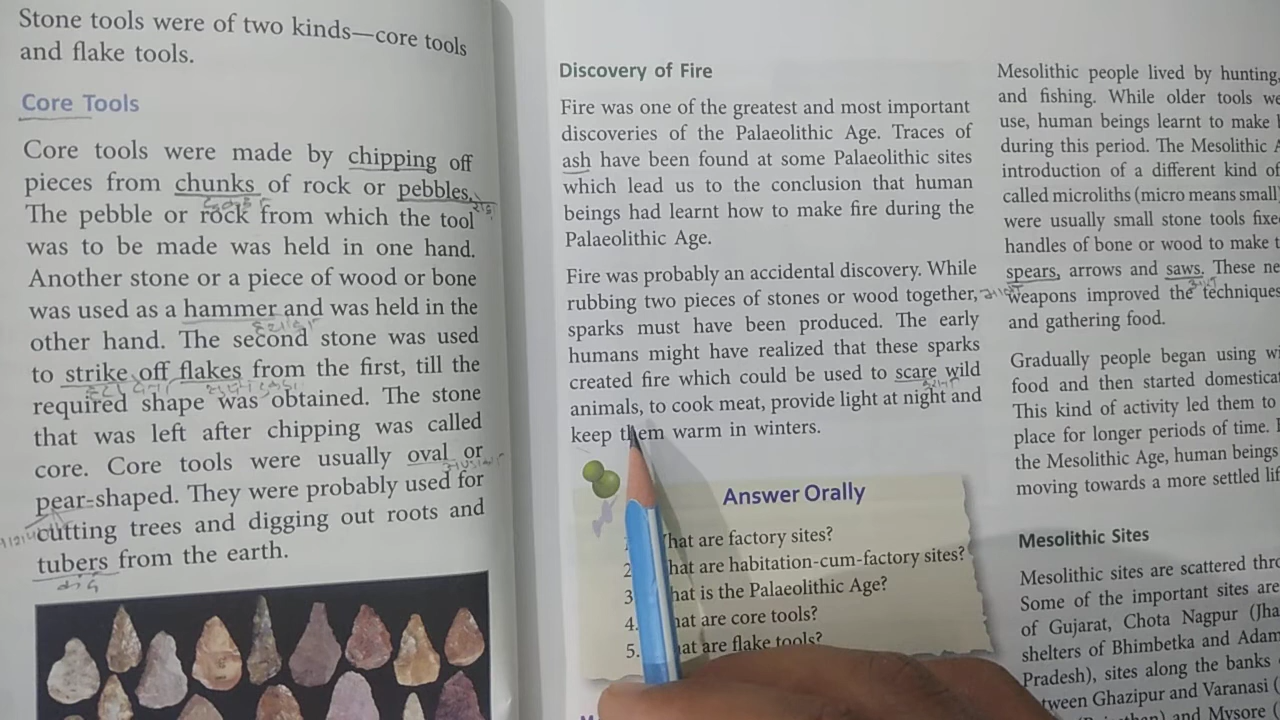 Stone tools were of two kinds—core tools
and flake tools.
Core Tools
Core tools were made by chipping off
pieces from chunks of rock or pebbles.
The pebble or rock from which the tool
was to be made was held in one hand.
Another stone or a piece of wood or bone
was used as a hammer and was held in the
other hand. The second stone was used
to strike off flakes from the first, till the
required shape was obtained. The stone
that was left after chipping was called
core. Core tools were usually oval or
pear-shaped. They were probably used for
cutting trees and digging out roots and
tubers from the earth.
Discovery of Fire
Fire was one of the greatest and most important
discoveries of the Palaeolithic Age. Traces of
ash have been found at some Palaeolithic sites
which lead us to the conclusion that human
beings had learnt how to make fire during the
Palaeolithic Age.
Fire was probably an accidental discovery. While
rubbing two pieces of stones or wood together,
sparks must have been produced. The early
humans might have realized that these sparks
created fire which could be used to scare wild
animals, to cook meat, provide light at night and
keep them warm in winters.
Answer Orally
hat are factory sites?
2 hat are habitation-cum-factory sites?
3 hat is the Palaeolithic Age?
4. at are core tools?
5. at are flake tools?
Mesolithic people lived by hunting,
and fishing. While older tools we
use, human beings learnt to make
during this period. The Mesolithic A
introduction of a different kind of
called microliths (micro means small
were usually small stone tools fixe
handles of bone or wood to make t
spears, arrows and saws. These ne
weapons improved the techniques
and gathering food.
Gradually people began using wi
food and then started domesticat
This kind of activity led them to
place for longer periods of time.
the Mesolithic Age, human beings
moving towards a more settled lif
Mesolithic Sites
Mesolithic sites are scattered thro
Some of the important sites are
of Gujarat, Chota Nagpur (Jha
shelters of Bhimbetka and Adam
Pradesh), sites along the banks
tween Ghazipur and Varanasi (
and Mysore (